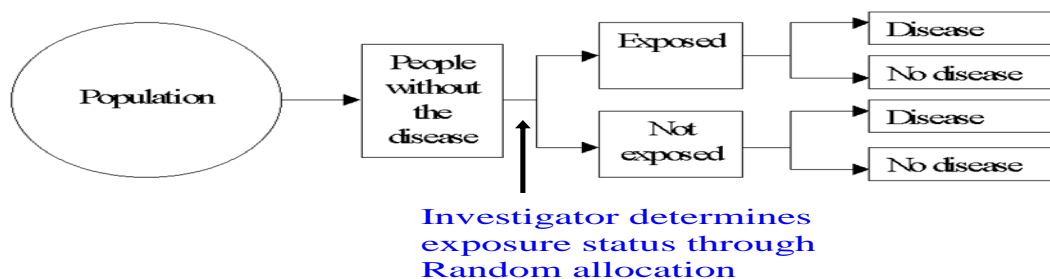 Population
People
without
the
disease
Exposed
Not
exposed
Disease
No disease
Disease
No disease
Investigator determines
exposure status through
Random allocation